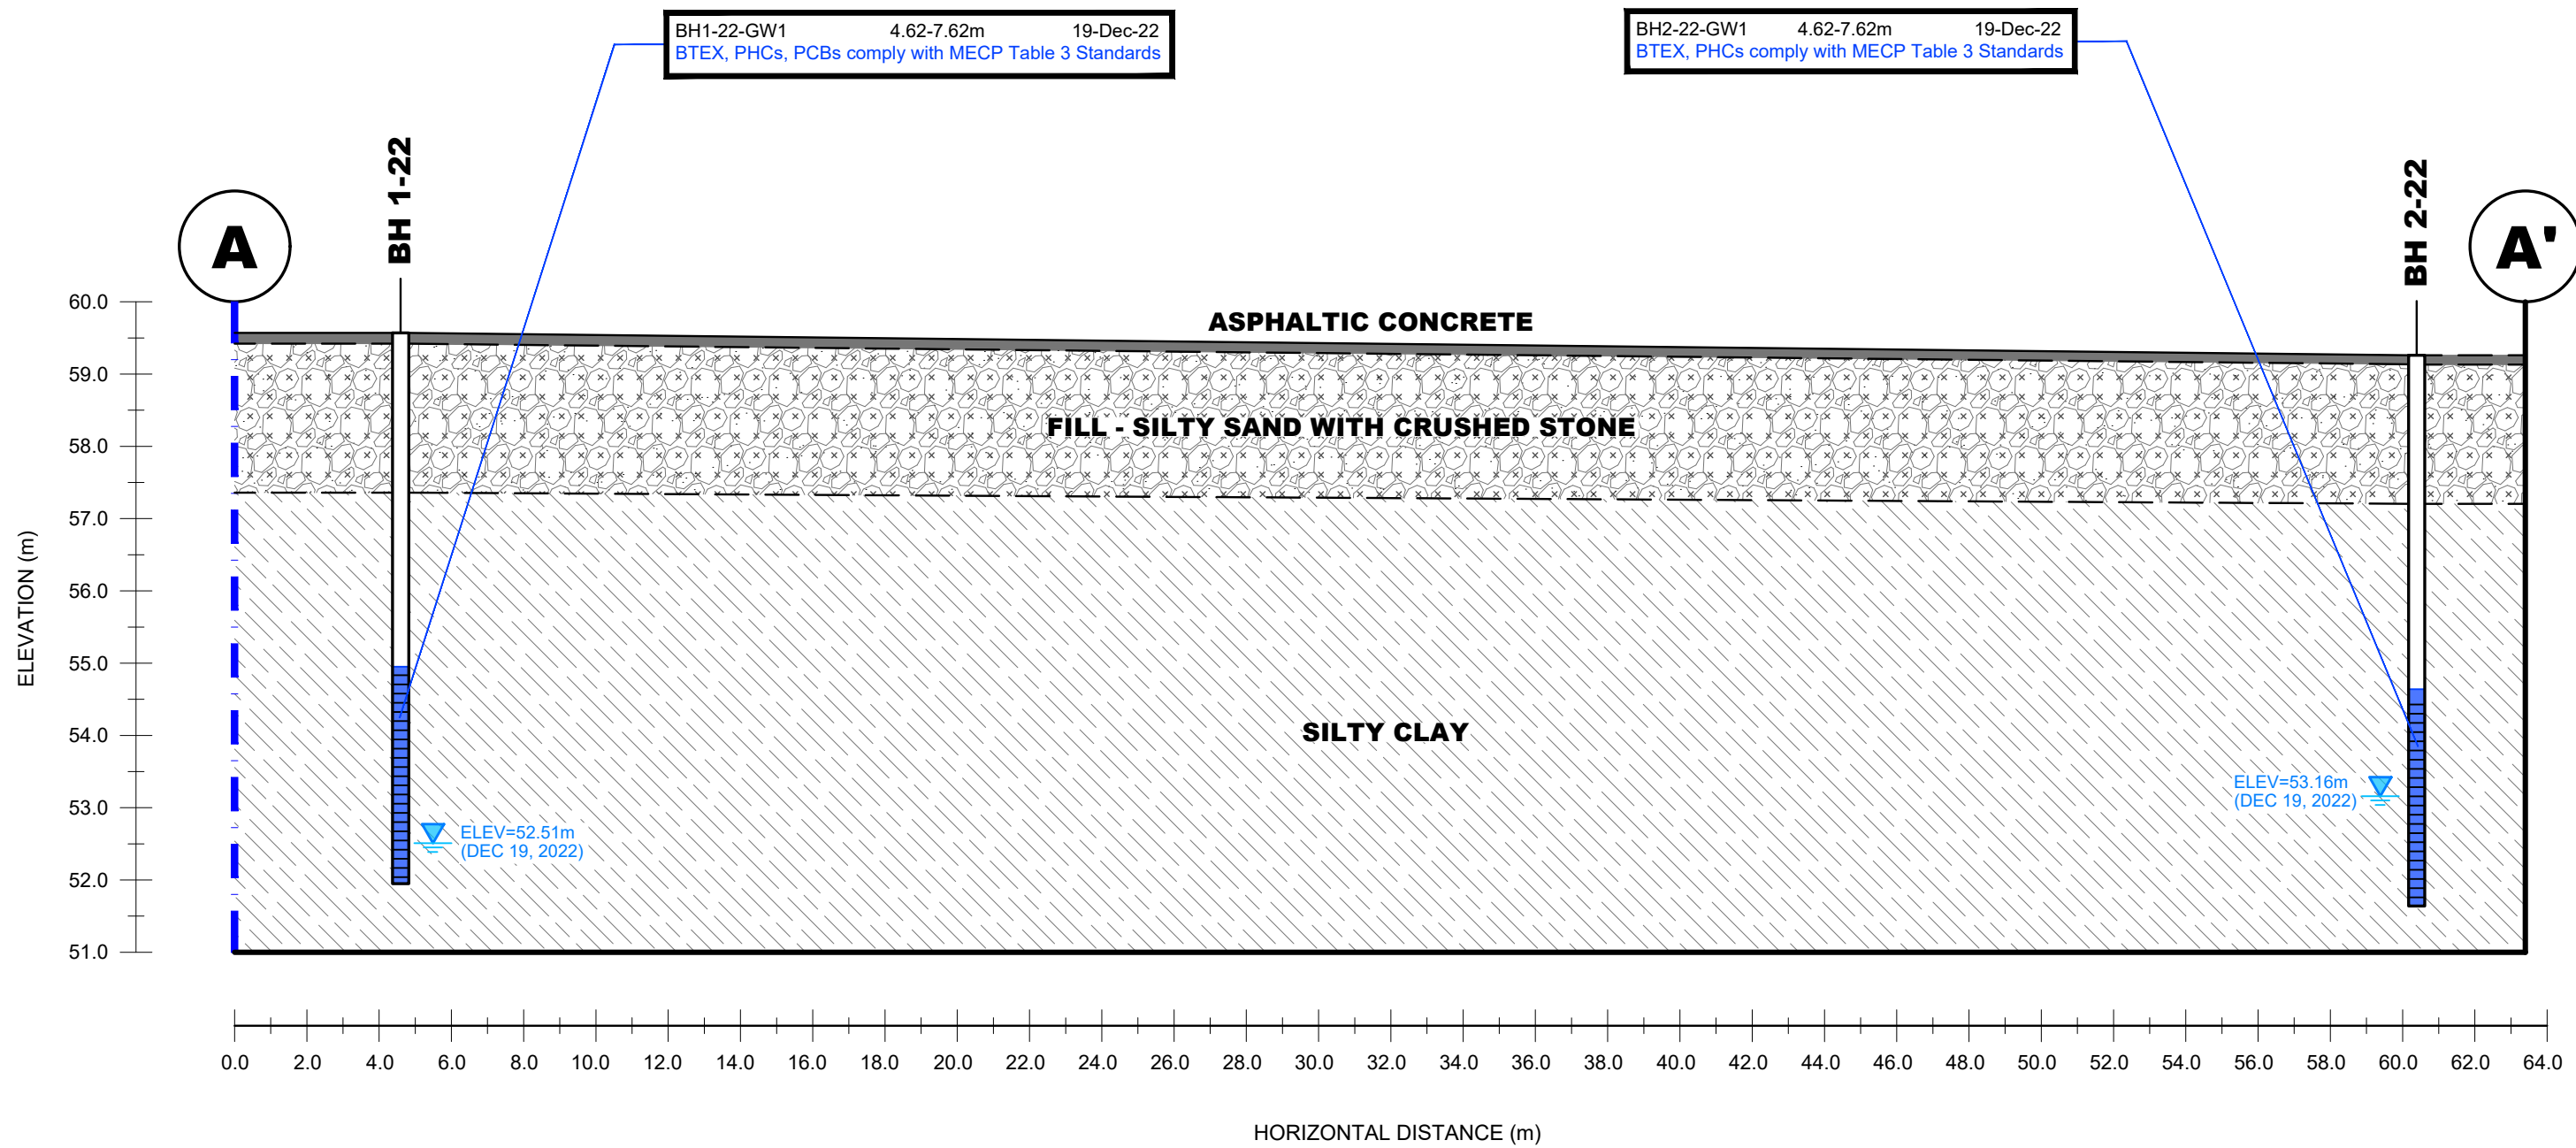 BH1-22-GW1 4.62-7.62m 19-Dec-22
BTEX, PHCs, PCBs comply with MECP Table 3 Standards
BH2-22-GW1 4.62-7.62m 19-Dec-22
BTEX, PHCs comply with MECP Table 3 Standards
A
BH 1-22
BH 2-22
A'
ASPHALTIC CONCRETE
FILL - SILTY SAND WITH CRUSHED STONE
SILTY CLAY
ELEV=52.51m
(DEC 19, 2022)
ELEV=53.16m
(DEC 19, 2022)
ELEVATION (m)
60.0
59.0
58.0
57.0
56.0
55.0
54.0
53.0
52.0
51.0
0.0 2.0 4.0 6.0 8.0 10.0 12.0 14.0 16.0 18.0 20.0 22.0 24.0 26.0 28.0 30.0 32.0 34.0 36.0 38.0 40.0 42.0 44.0 46.0 48.0 50.0 52.0 54.0 56.0 58.0 60.0 62.0 64.0
HORIZONTAL DISTANCE (m)